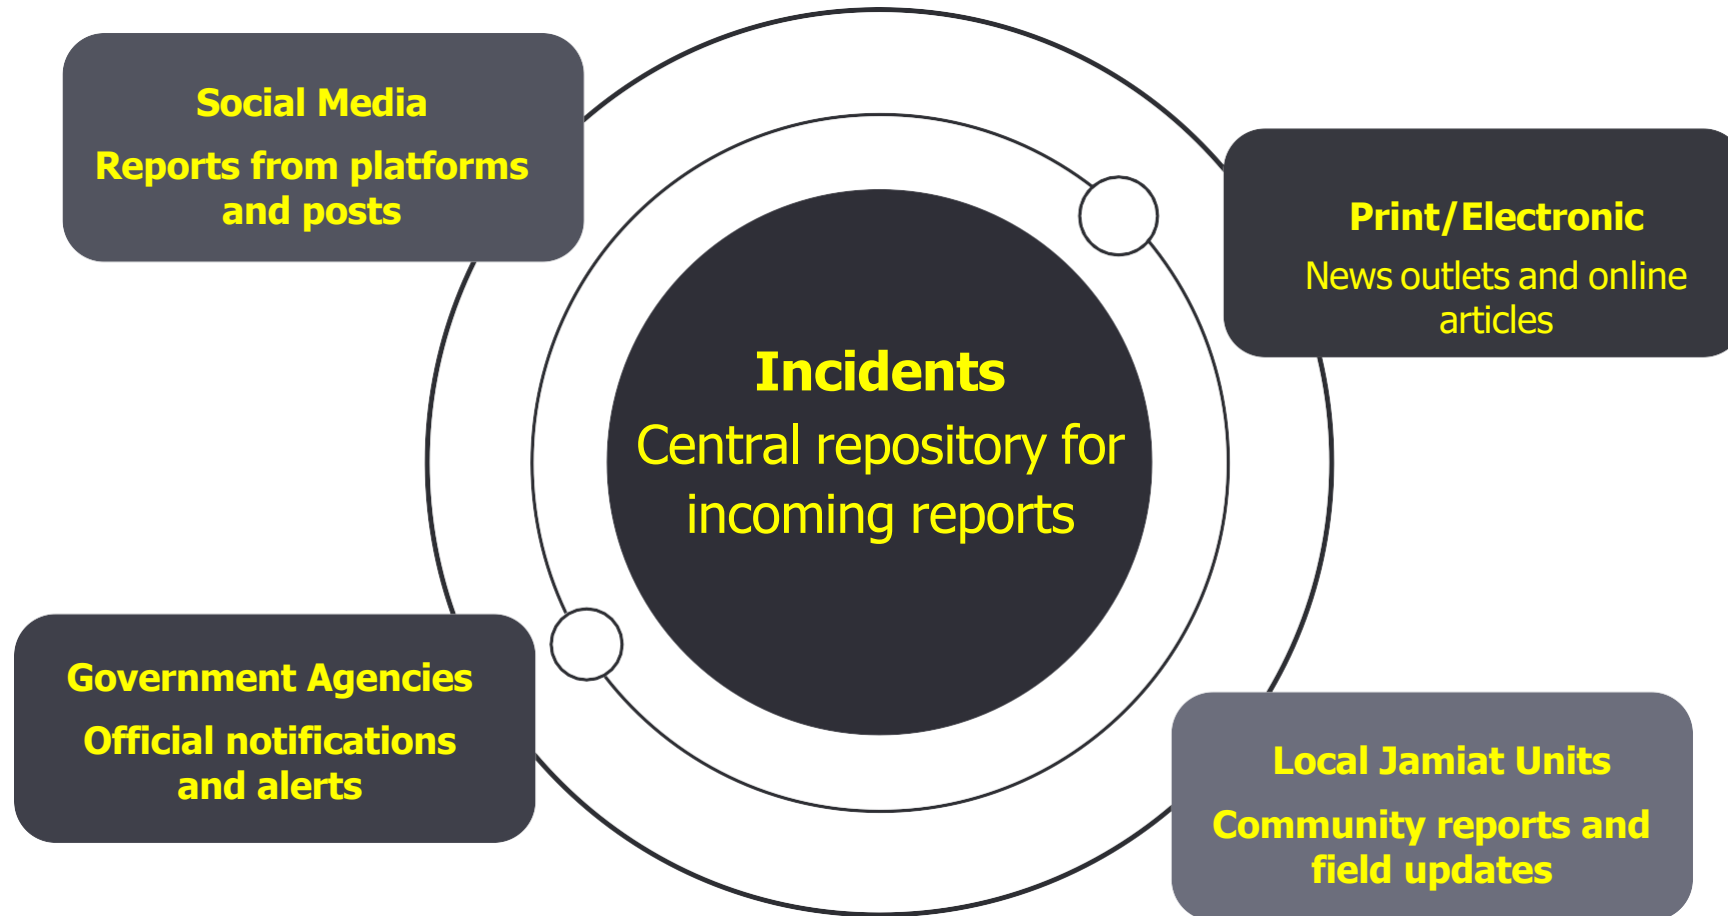 Social Media
Reports from platforms
and posts
Print/Electronic
News outlets and online
articles
Incidents
Central repository for
incoming reports
Government Agencies
Official notifications
and alerts
Local Jamiat Units
Community reports and
field updates